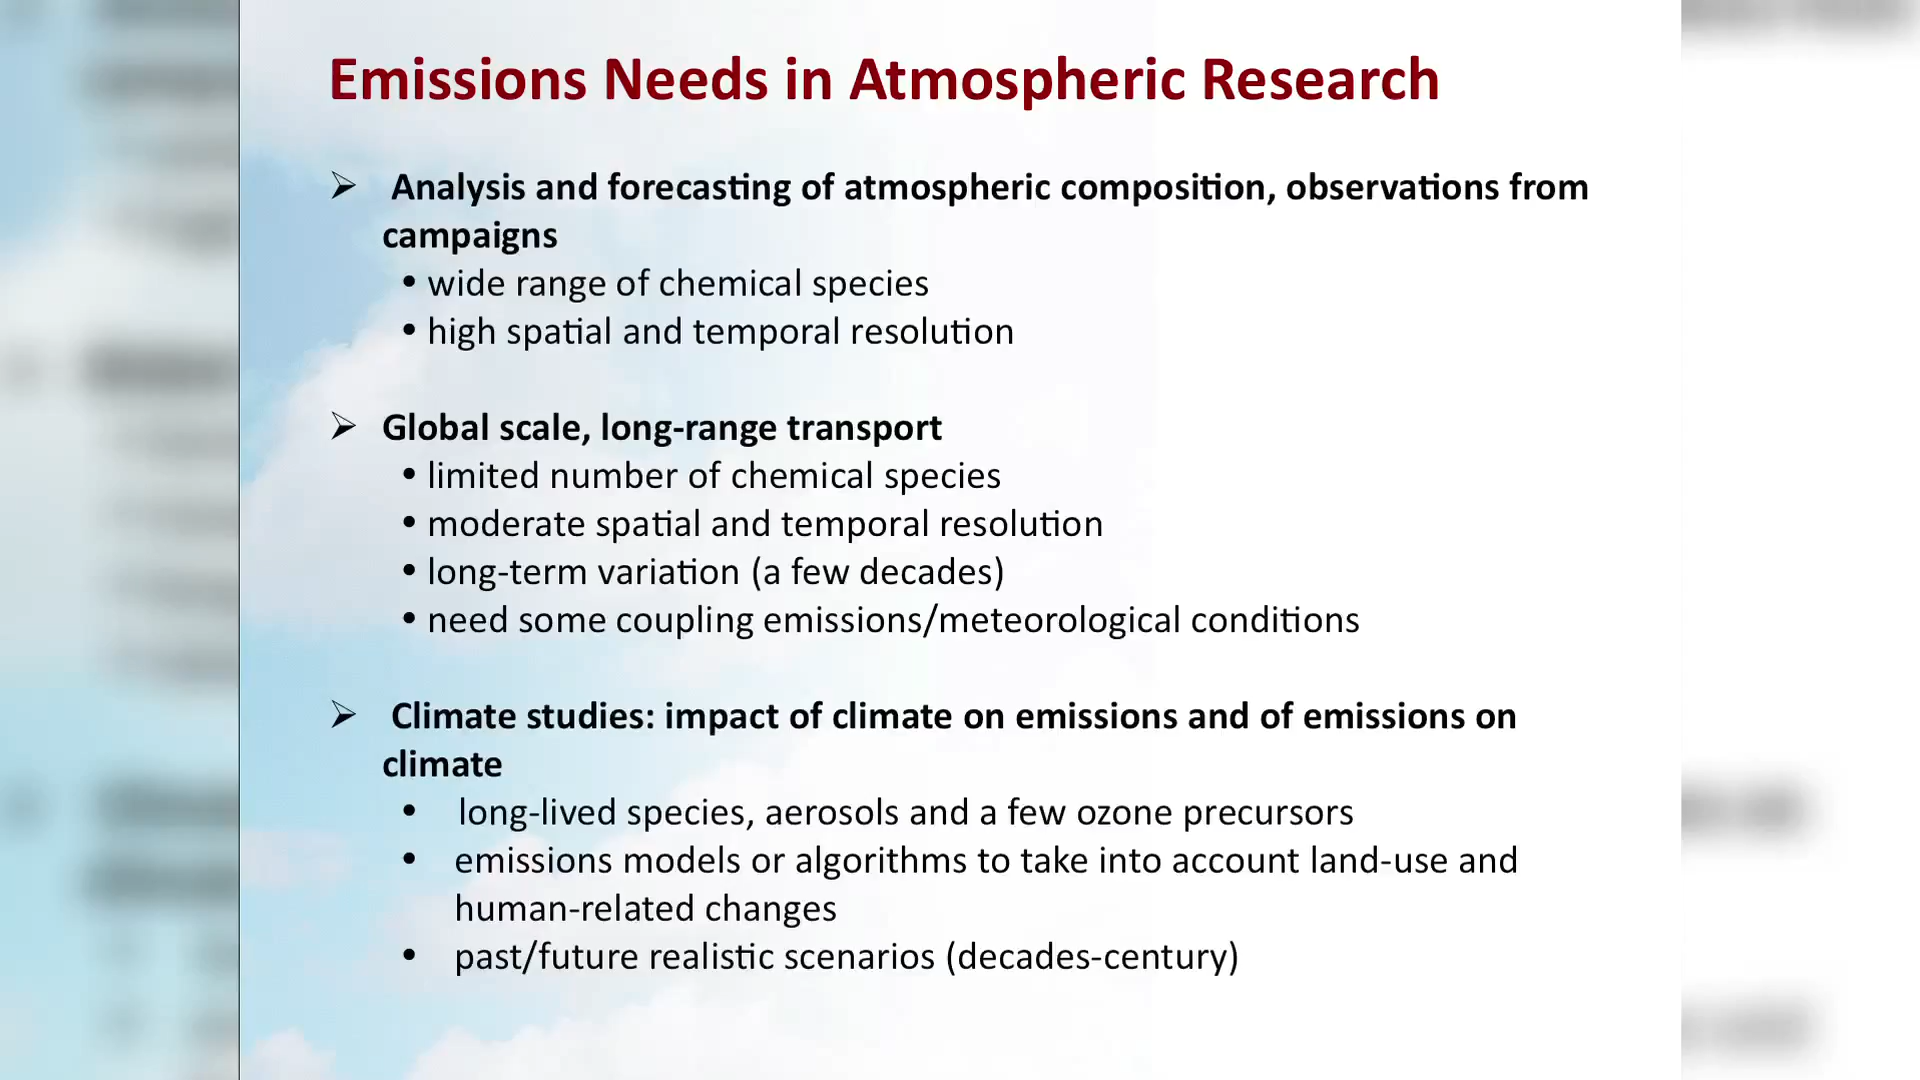 Emissions Needs in Atmospheric Research
➢ Analysis and forecasting of atmospheric composition, observations from
campaigns
• wide range of chemical species
• high spatial and temporal resolution
➢ Global scale, long-range transport
• limited number of chemical species
• moderate spatial and temporal resolution
• long-term variation (a few decades)
• need some coupling emissions/meteorological conditions
➢ Climate studies: impact of climate on emissions and of emissions on
climate
• long-lived species, aerosols and a few ozone precursors
• emissions models or algorithms to take into account land-use and
human-related changes
• past/future realistic scenarios (decades-century)